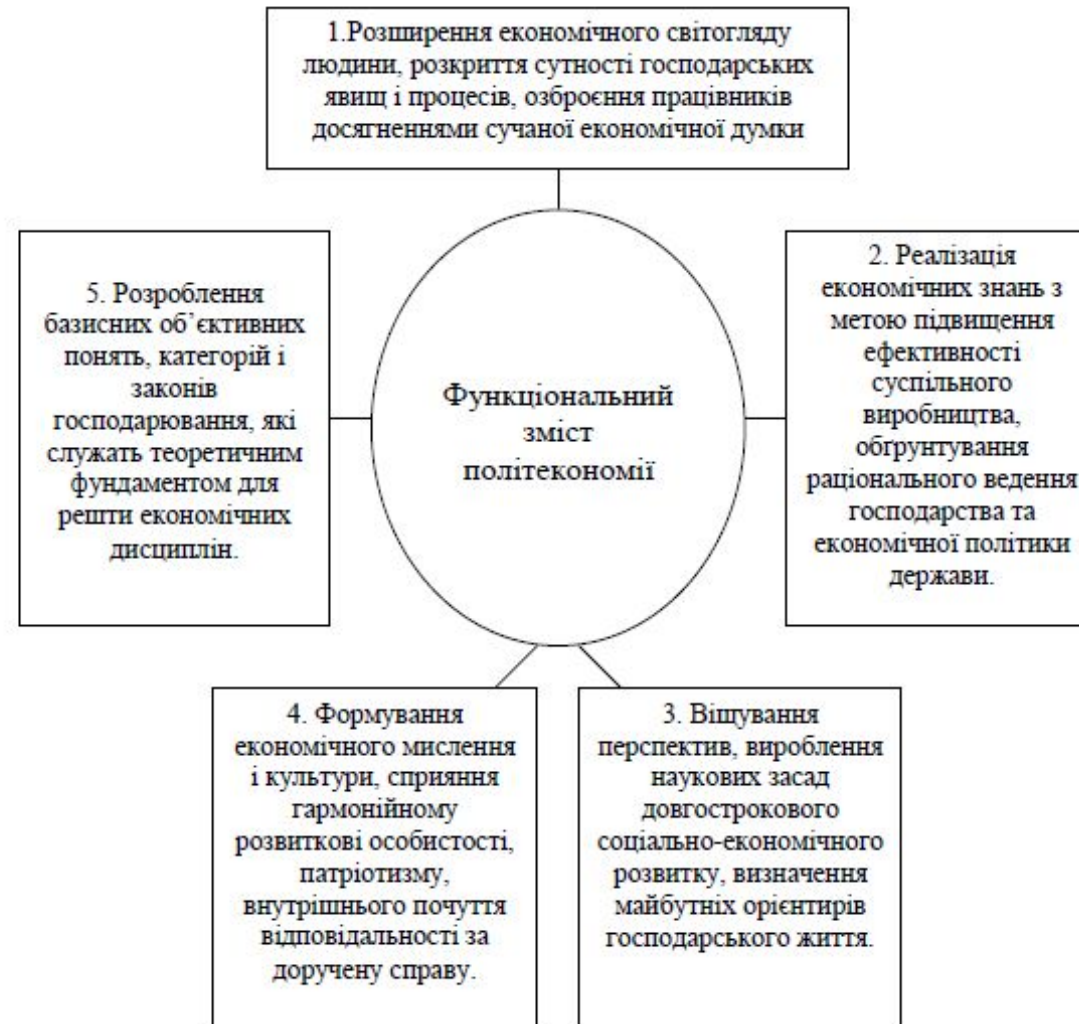 1.Розширення економічного світогляду
людини, розкриття сутності господарських
явищ і процесів, озброєння працівників
досягненнями сучаної економічної думки
2. Реалізація
економічних знань з
метою підвищення
ефективності
суспільного
виробництва,
обґрунтування
раціонального ведення
господарства та
економічної політики
держави.
3. Віщування
перспектив, вироблення
наукових засад
довгострокового
соціально-економічного
розвитку, визначення
майбутніх орієнтирів
господарського життя.
4. Формування
економічного мислення
і культури, сприяння
гармонійному
розвиткові особистості,
патріотизму,
внутрішнього почуття
відповідальності за
доручену справу.
5. Розроблення
базисних об’єктивних
понять, категорій і
законів
господарювання, які
служать теоретичним
фундаментом для
решти економічних
дисциплін.
Функціональний
зміст
політекономії